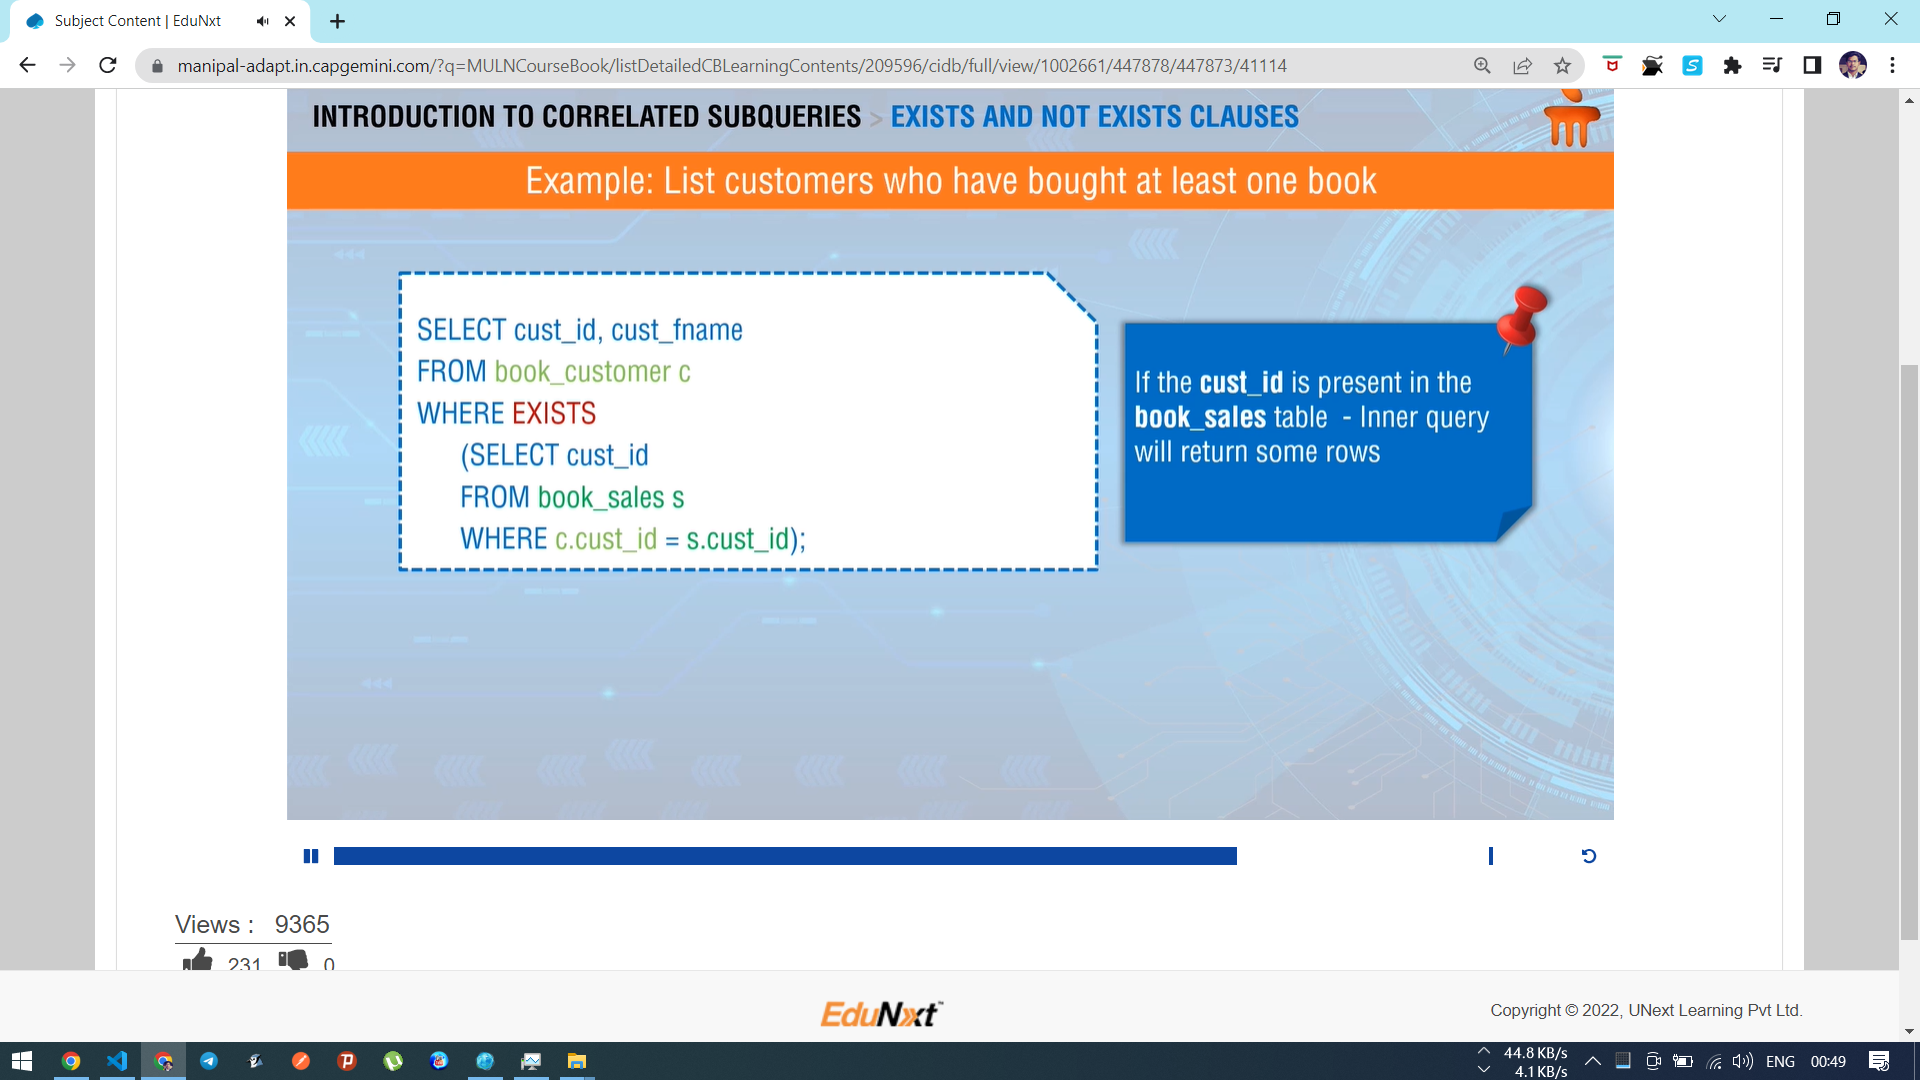 Subject Content | EduNxt
manipal-adapt.in.capgemini.com/?q=MULNCourseBook/listDetailedCBLearningContents/209596/cidb/full/view/1002661/447878/447873/41114
INTRODUCTION TO CORRELATED SUBQUERIES > EXISTS AND NOT EXISTS CLAUSES
Example: List customers who have bought at least one book
SELECT cust_id, cust_fname
FROM book_customer c
WHERE EXISTS
(SELECT cust_id
FROM book_sales s
WHERE c.cust_id = s.cust_id);
If the cust_id is present in the
book_sales table - Inner query
will return some rows
Views : 9365
231 0
EduNxt
Copyright © 2022, UNext Learning Pvt Ltd.
44.8 KB/s
4.1 KB/s
ENG 00:49